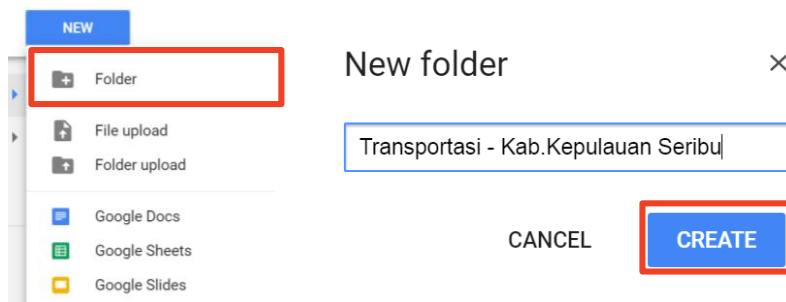 NEW
Folder
File upload
Folder upload
Google Docs
Google Sheets
Google Slides
New folder
Transportasi - Kab.Kepulauan Seribu
CANCEL
CREATE